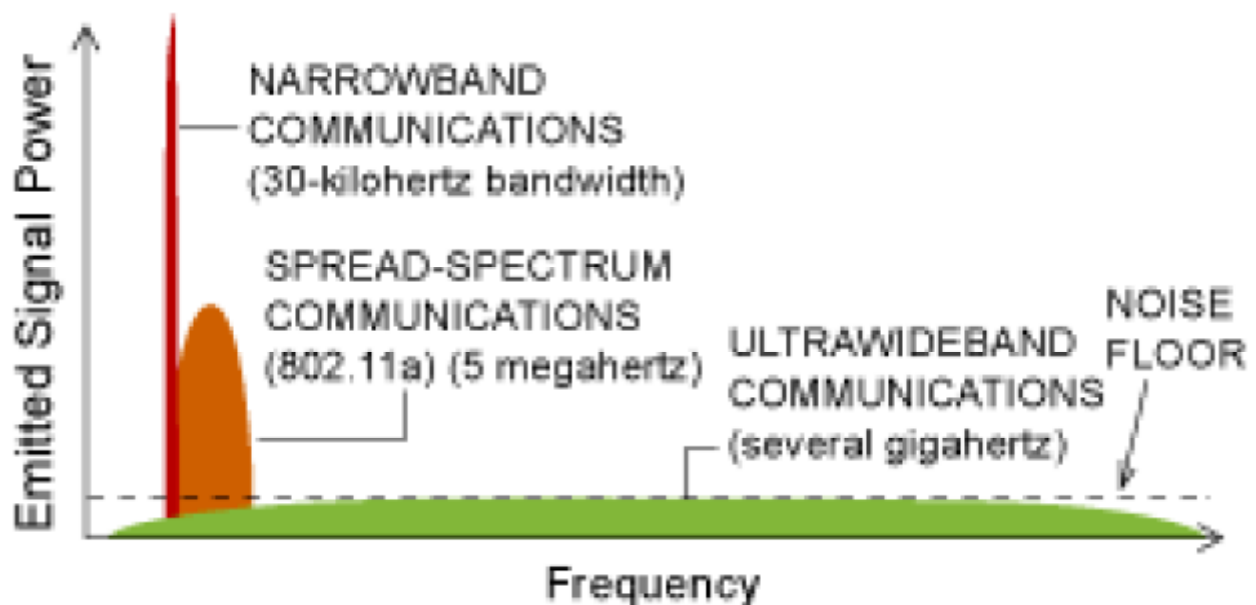 Emitted Signal Power
NARROWBAND
COMMUNICATIONS
(30-kilohertz bandwidth)
SPREAD-SPECTRUM
COMMUNICATIONS
(802.11a) (5 megahertz)
ULTRAWIDEBAND
COMMUNICATIONS
(several gigahertz)
NOISE
FLOOR
Frequency